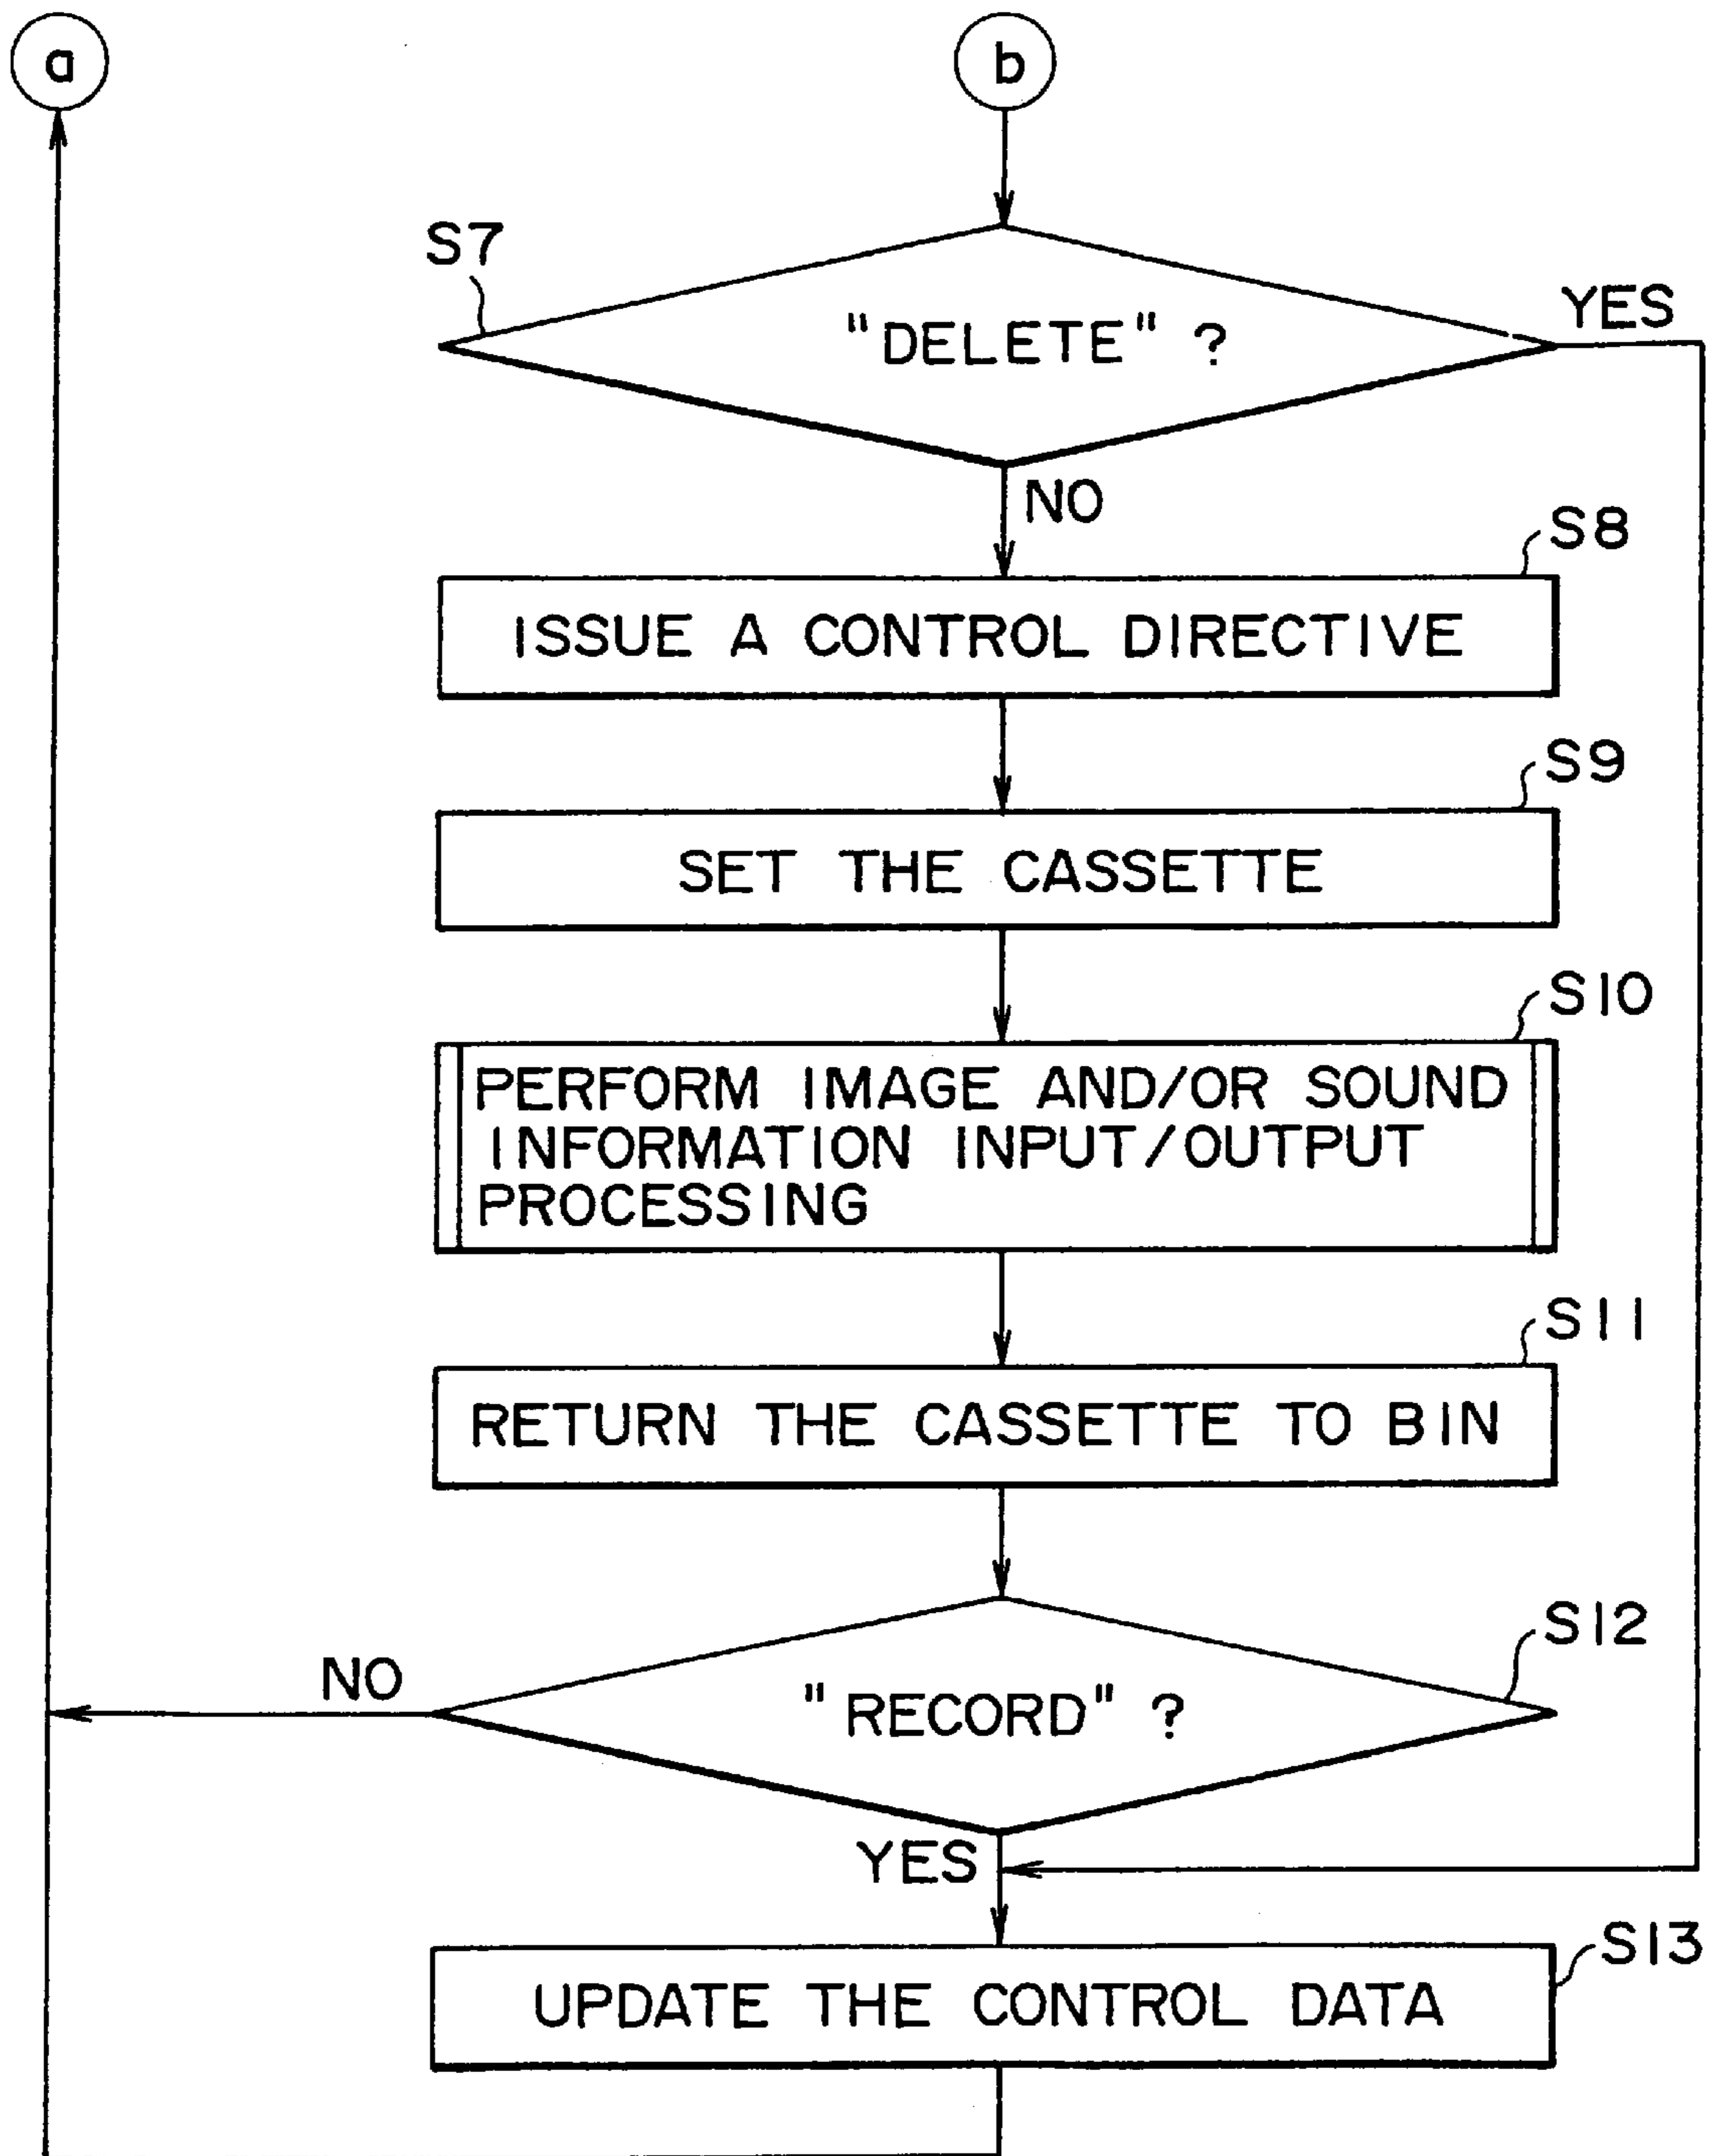 a
b
S7
"DELETE" ?
YES
NO
S8
ISSUE A CONTROL DIRECTIVE
S9
SET THE CASSETTE
S10
PERFORM IMAGE AND/OR SOUND
INFORMATION INPUT/OUTPUT
PROCESSING
S11
RETURN THE CASSETTE TO BIN
S12
NO
"RECORD" ?
YES
S13
UPDATE THE CONTROL DATA